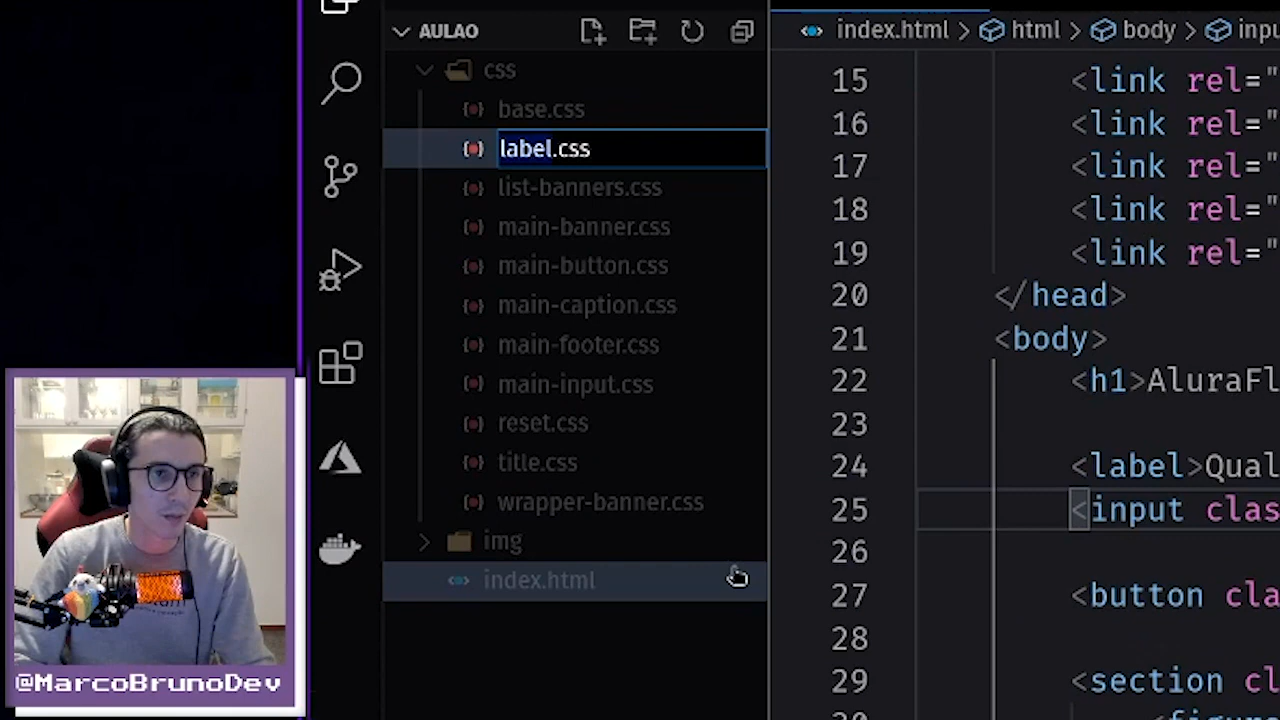 AULAO
css
base.css
label.css
list-banners.css
main-banner.css
main-button.css
main-caption.css
main-footer.css
main-input.css
reset.css
title.css
wrapper-banner.css
img
index.html
index.html > html > body > inpu
15 <link rel="
16 <link rel="
17 <link rel="
18 <link rel="
19 <link rel="
20 </head>
21 <body>
22 <h1>AluraFl
23
24 <label>Qual
25 <input clas
26
27 <button cla
28
29 <section cl
@MarcoBrunoDev